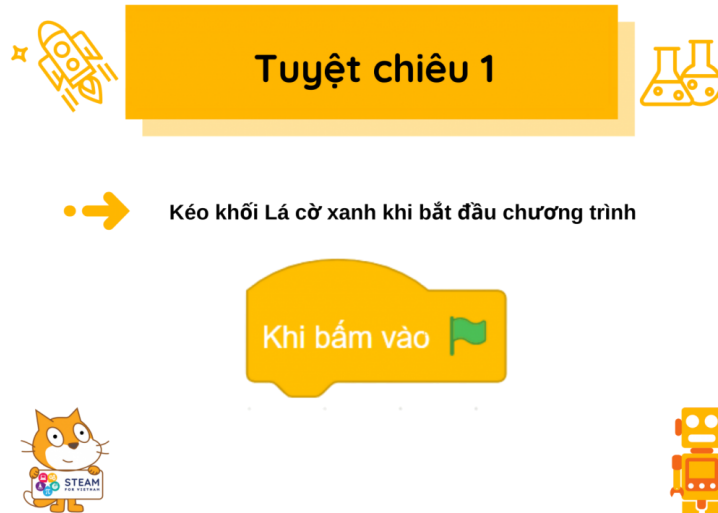 Tuyệt chiêu 1
Kéo khối Lá cờ xanh khi bắt đầu chương trình
Khi bấm vào
STEAM
FOR VIETNAM